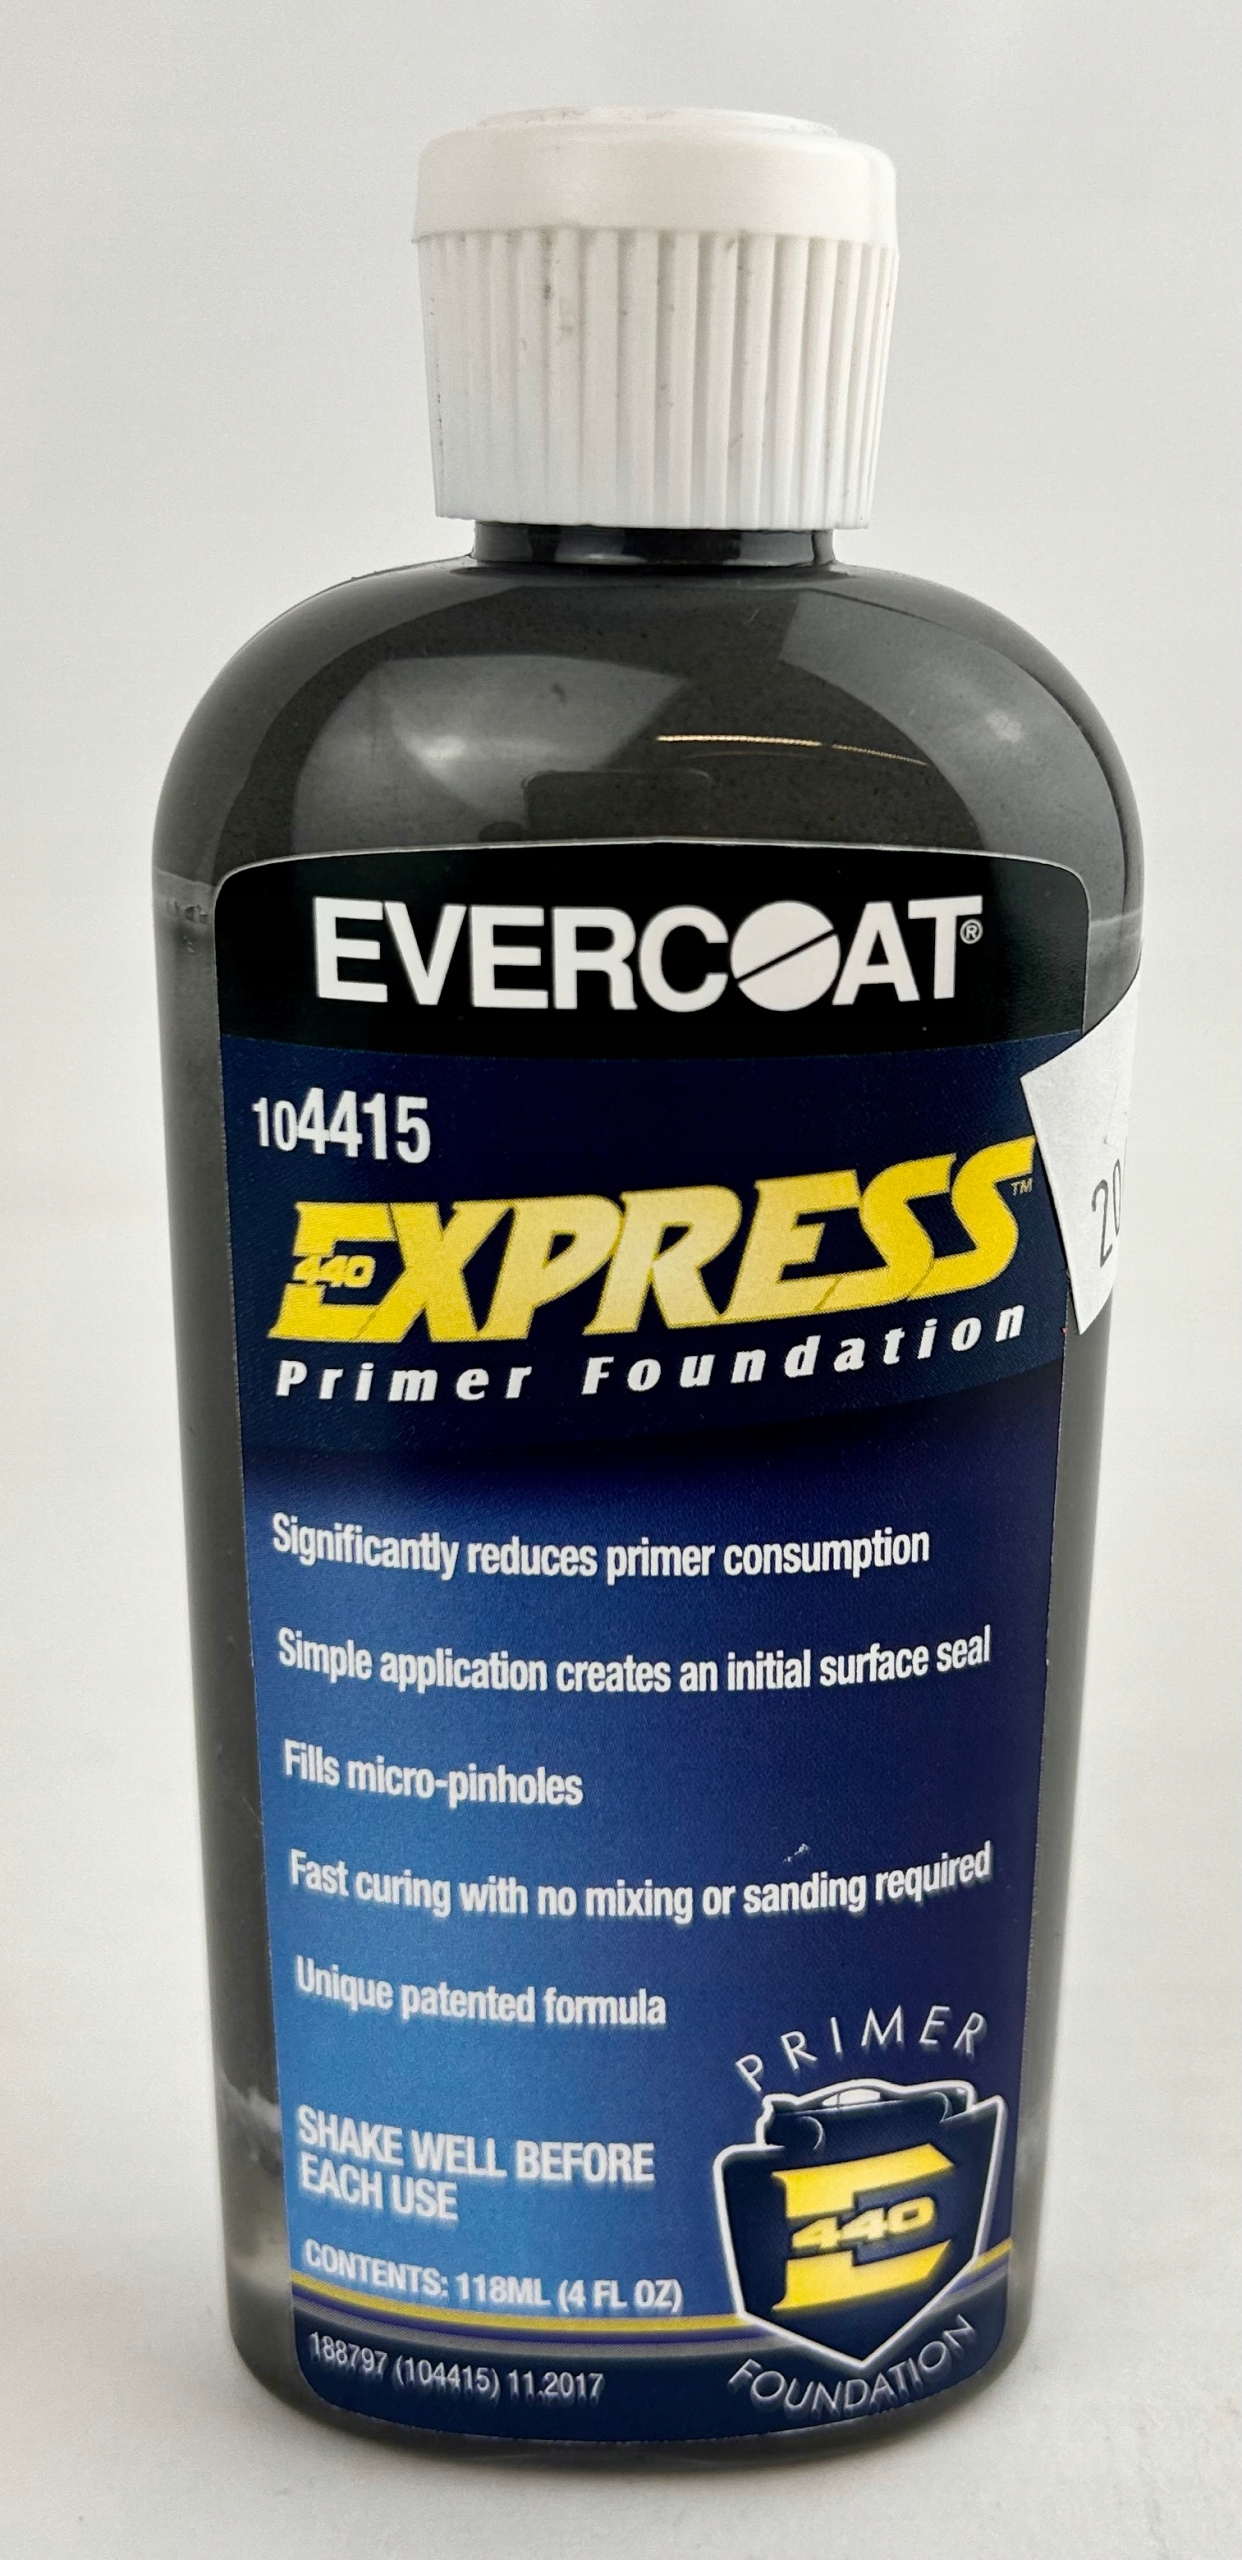 EVERCOAT®
104415
440 EXPRESS™
Primer Foundation
Significantly reduces primer consumption
Simple application creates an initial surface seal
Fills micro-pinholes
Fast curing with no mixing or sanding required
Unique patented formula
SHAKE WELL BEFORE
EACH USE
CONTENTS: 118ML (4 FL OZ)
188797 (104415) 11.2017
PRIMER
E
440
FOUNDATION
20